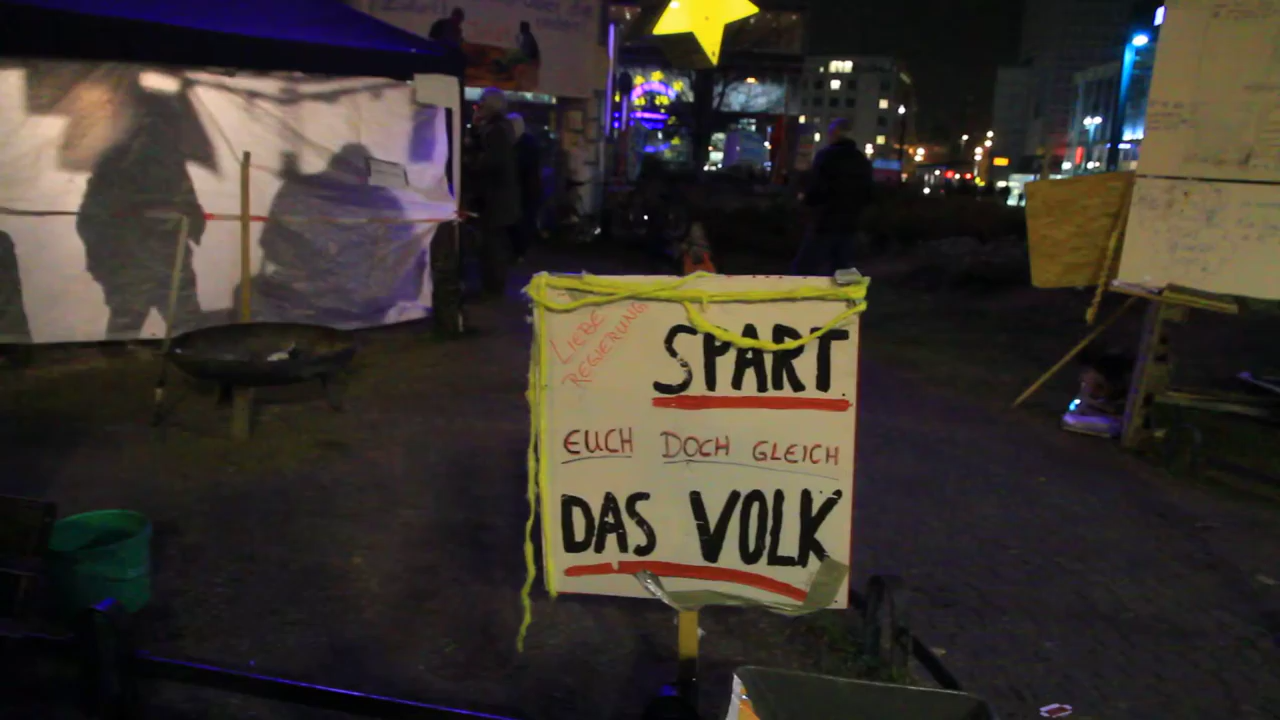 LIEBE
REGIERUNG
SPART
EUCH DOCH GLEICH
DAS VOLK